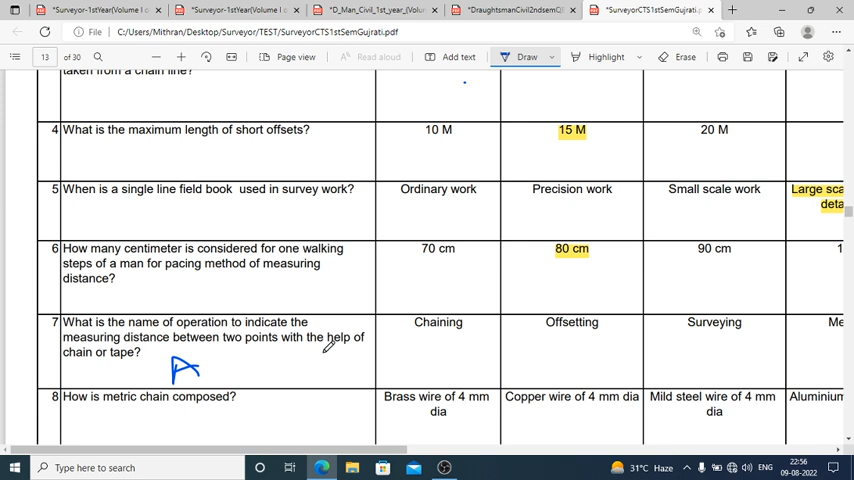 *Surveyor-1stYear(Volume I o
*Surveyor-1stYear(Volume I o
*D_Man_Civil_1st_year_(Volum
*DraughtsmanCivil2ndsemQ
*SurveyorCTS1stSemGujrati.pdf
File | C:/Users/Mithran/Desktop/Surveyor/TEST/SurveyorCTS1stSemGujrati.pdf
13 of 30 Page view Read aloud Add text Draw Highlight Erase
taken from a chain line?
4 What is the maximum length of short offsets? 10 M 15 M 20 M
5 When is a single line field book used in survey work? Ordinary work Precision work Small scale work Large sca
deta
6 How many centimeter is considered for one walking 70 cm 80 cm 90 cm 1
steps of a man for pacing method of measuring
distance?
7 What is the name of operation to indicate the Chaining Offsetting Surveying Me
measuring distance between two points with the help of
chain or tape?
A
8 How is metric chain composed? Brass wire of 4 mm Copper wire of 4 mm dia Mild steel wire of 4 mm Aluminium
dia dia
Type here to search
31°C Haze ENG 22:56
09-08-2022